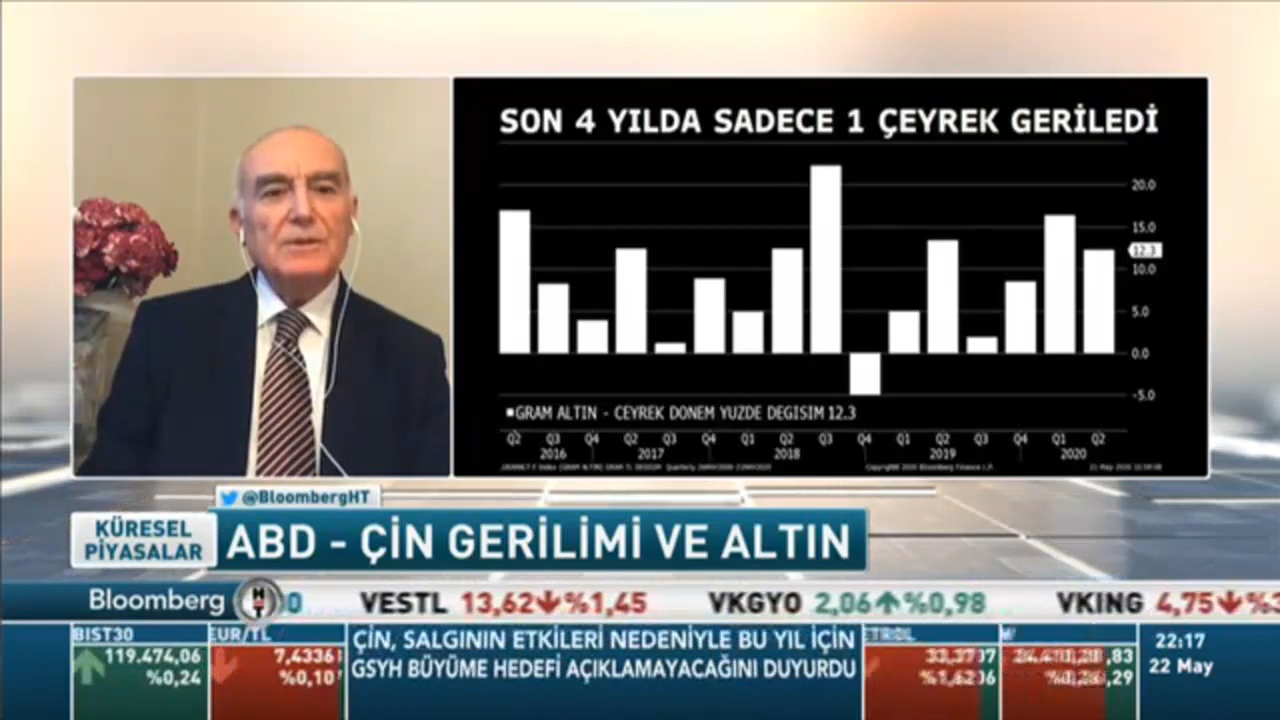 SON 4 YILDA SADECE 1 ÇEYREK GERİLEDİ
20.0
15.0
12.3
10.0
5.0
0.0
-5.0
GRAM ALTIN - CEYREK DONEM YUZDE DEGISIM 12.3
Q2 Q3 Q4 Q2 Q3 Q4 Q1 Q2 Q3 Q4 Q1 Q2 Q3 Q4 Q1 Q2
2016 2017 2018 2019 2020
@BloombergHT
KÜRESEL
PİYASALAR
ABD - ÇİN GERİLİMİ VE ALTIN
Bloomberg HT
VESTL 13,62 %1,45 VKGYO 2,06 %0,98 VKING 4,75
BIST30
119.474,06
%0,24
EUR/TL
7,4336
%0,10
ÇİN, SALGININ ETKİLERİ NEDENİYLE BU YIL İÇİN
GSYH BÜYÜME HEDEFİ AÇIKLAMAYACAĞINI DUYURDU
22:17
22 May